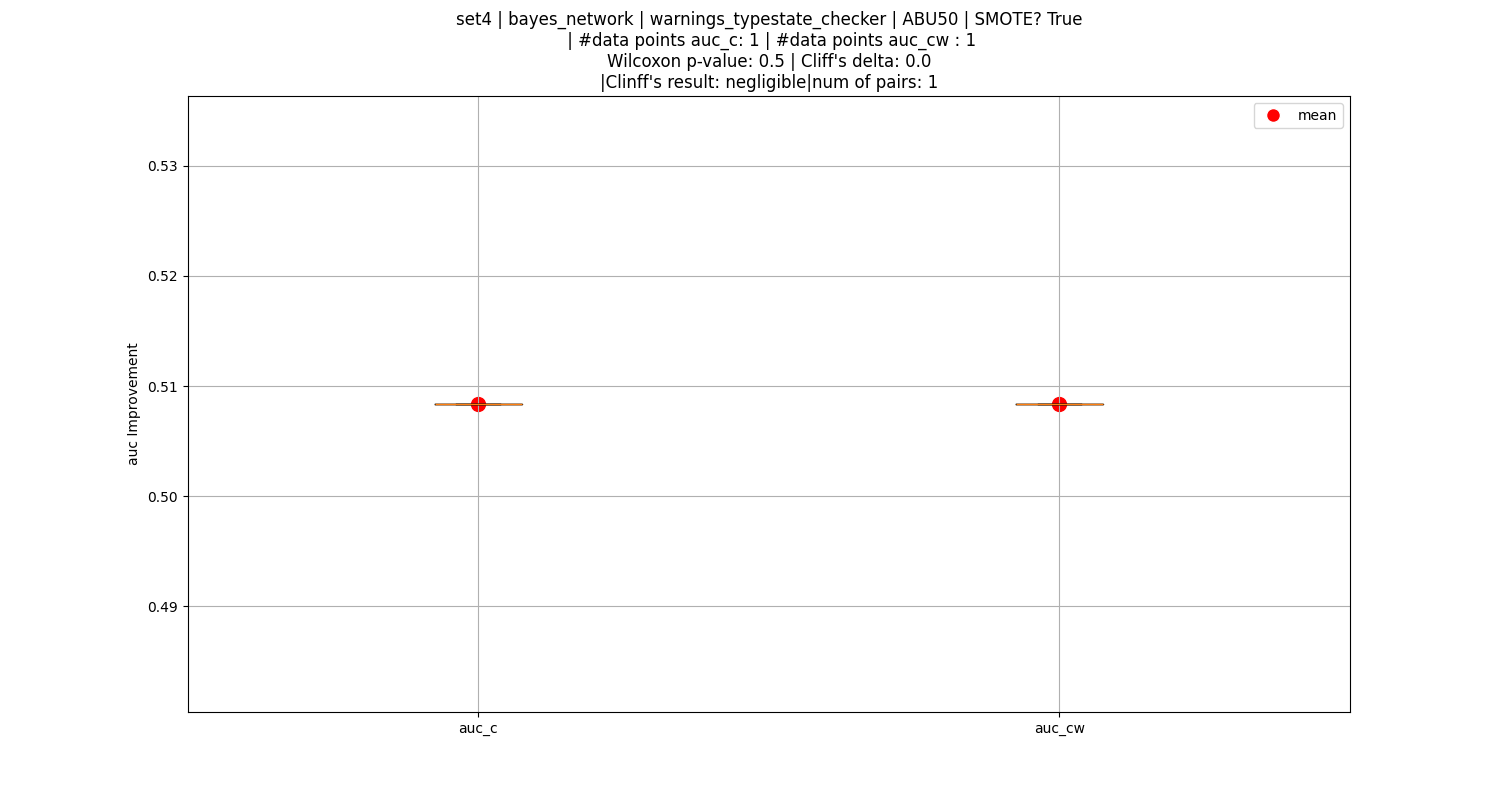 set4 | bayes_network | warnings_typestate_checker | ABU50 | SMOTE? True
| #data points auc_c: 1 | #data points auc_cw : 1
Wilcoxon p-value: 0.5 | Cliff's delta: 0.0
|Clinff's result: negligible|num of pairs: 1
mean
0.53
0.52
0.51
0.50
0.49
auc Improvement
auc_c
auc_cw